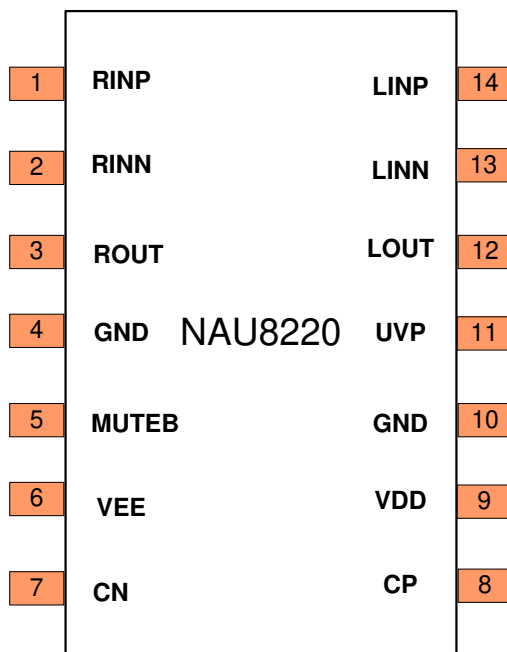 1 RINP LINP 14
2 RINN LINN 13
3 ROUT LOUT 12
4 GND NAU8220 UVP 11
5 MUTEB GND 10
6 VEE VDD 9
7 CN CP 8